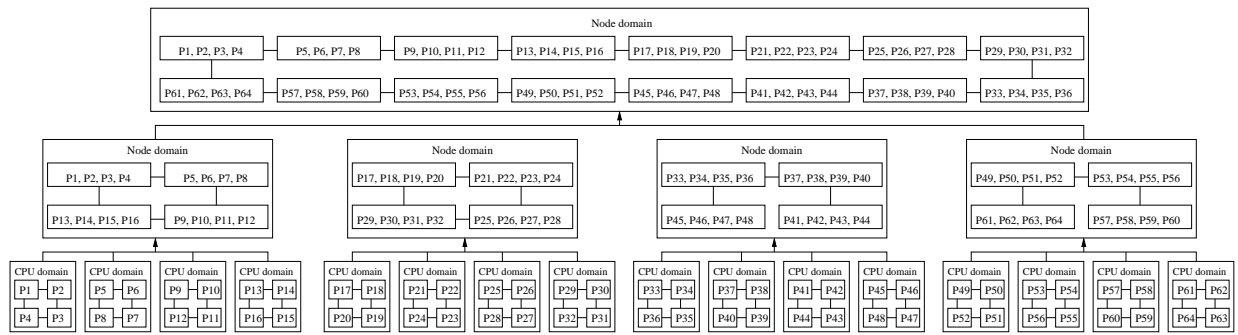 Node domain
P1, P2, P3, P4 P5, P6, P7, P8 P9, P10, P11, P12 P13, P14, P15, P16 P17, P18, P19, P20 P21, P22, P23, P24 P25, P26, P27, P28 P29, P30, P31, P32
P61, P62, P63, P64 P57, P58, P59, P60 P53, P54, P55, P56 P49, P50, P51, P52 P45, P46, P47, P48 P41, P42, P43, P44 P37, P38, P39, P40 P33, P34, P35, P36
Node domain Node domain Node domain Node domain
P1, P2, P3, P4 P5, P6, P7, P8 P17, P18, P19, P20 P21, P22, P23, P24 P33, P34, P35, P36 P37, P38, P39, P40 P49, P50, P51, P52 P53, P54, P55, P56
P13, P14, P15, P16 P9, P10, P11, P12 P29, P30, P31, P32 P25, P26, P27, P28 P45, P46, P47, P48 P41, P42, P43, P44 P61, P62, P63, P64 P57, P58, P59, P60
CPU domain CPU domain CPU domain CPU domain CPU domain CPU domain CPU domain CPU domain CPU domain CPU domain CPU domain CPU domain CPU domain CPU domain CPU domain CPU domain
P1 P2 P5 P6 P9 P10 P13 P14 P17 P18 P21 P22 P25 P26 P29 P30 P33 P34 P37 P38 P41 P42 P45 P46 P49 P50 P53 P54 P57 P58 P61 P62
P4 P3 P8 P7 P12 P11 P16 P15 P20 P19 P24 P23 P28 P27 P32 P31 P36 P35 P40 P39 P44 P43 P48 P47 P52 P51 P56 P55 P60 P59 P64 P63